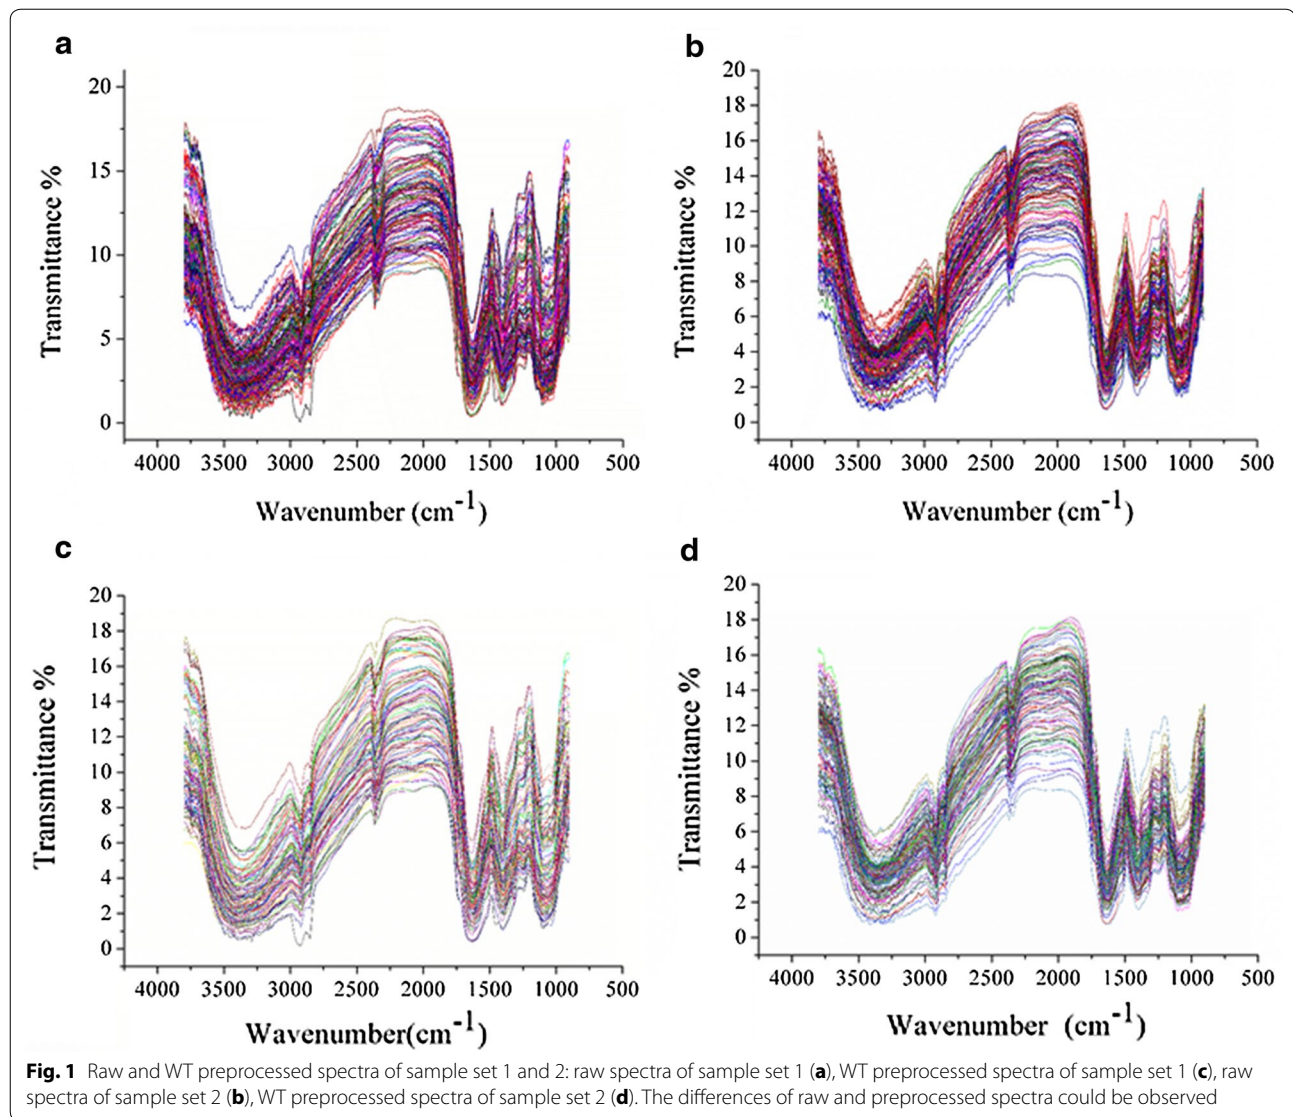 a
20
15
10
5
0
Transmittance %
4000 3500 3000 2500 2000 1500 1000 500
Wavenumber (cm-1)
b
20
18
16
14
12
10
8
6
4
2
0
Transmittance %
4000 3500 3000 2500 2000 1500 1000 500
Wavenumber (cm-1)
c
20
18
16
14
12
10
8
6
4
2
0
Transmittance %
4000 3500 3000 2500 2000 1500 1000 500
Wavenumber(cm-1)
d
20
18
16
14
12
10
8
6
4
2
0
Transmittance %
4000 3500 3000 2500 2000 1500 1000 500
Wavenumber (cm-1)
Fig. 1 Raw and WT preprocessed spectra of sample set 1 and 2: raw spectra of sample set 1 (a), WT preprocessed spectra of sample set 1 (c), raw
spectra of sample set 2 (b), WT preprocessed spectra of sample set 2 (d). The differences of raw and preprocessed spectra could be observed